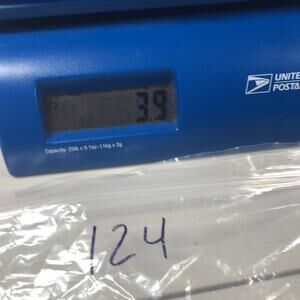 3.9
UNITE
POSTA
Capacity: 25lb x 0.1oz-11kg x 2g
124